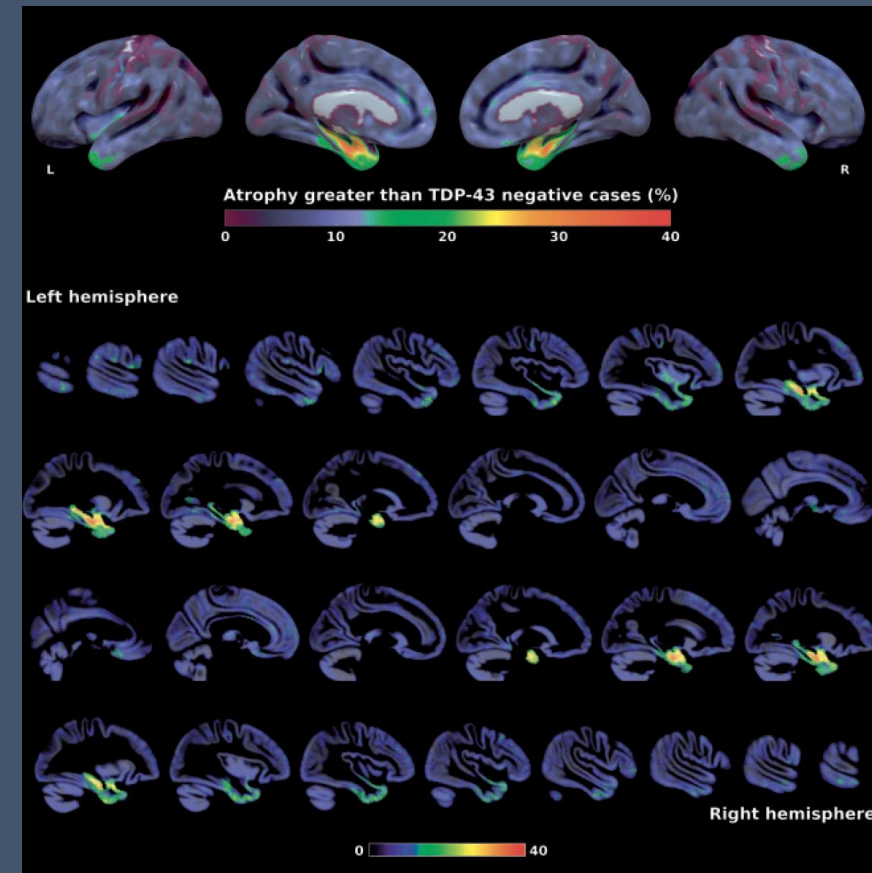 L
R
Atrophy greater than TDP-43 negative cases (%)
0 10 20 30 40
Left hemisphere
Right hemisphere
0 40